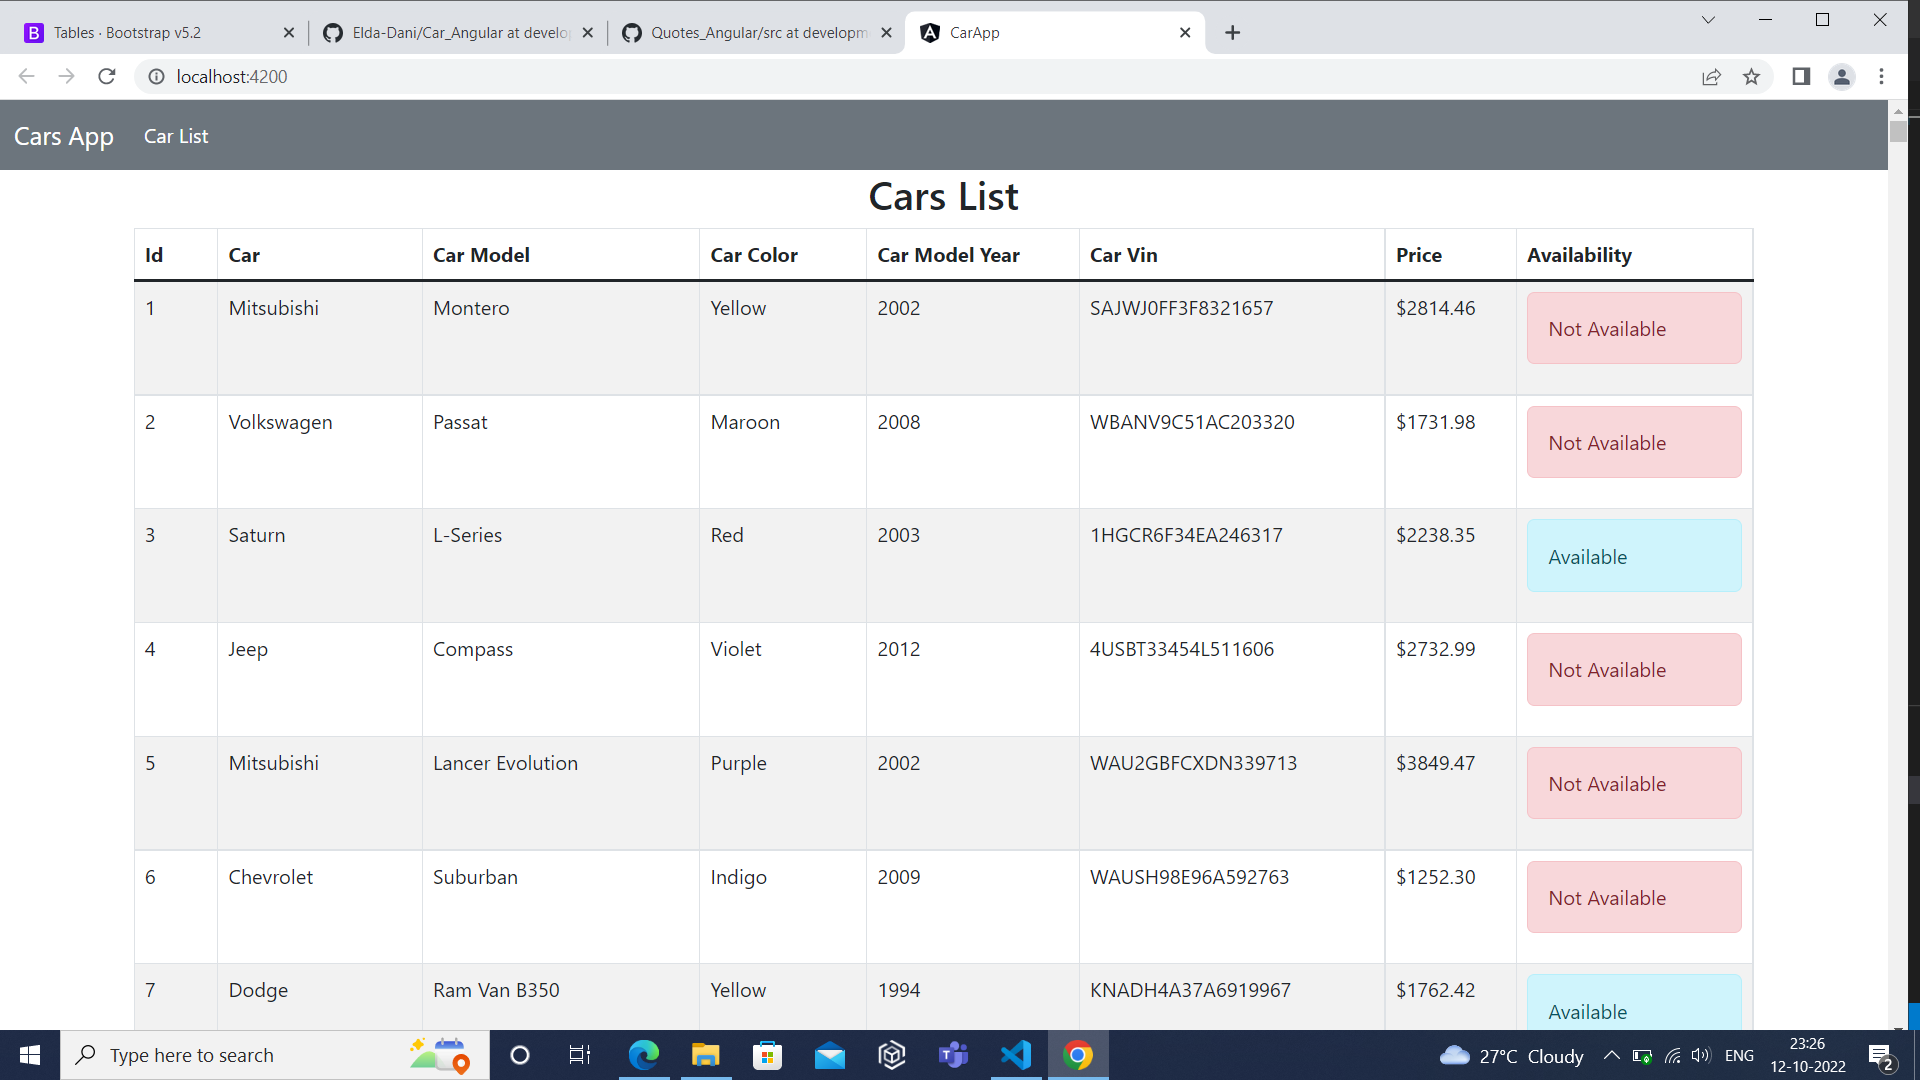 Tables · Bootstrap v5.2
Elda-Dani/Car_Angular at develo
Quotes_Angular/src at developm
CarApp
localhost:4200
Cars App Car List
Cars List
Id Car Car Model Car Color Car Model Year Car Vin Price Availability
1 Mitsubishi Montero Yellow 2002 SAJWJ0FF3F8321657 $2814.46 Not Available
2 Volkswagen Passat Maroon 2008 WBANV9C51AC203320 $1731.98 Not Available
3 Saturn L-Series Red 2003 1HGCR6F34EA246317 $2238.35 Available
4 Jeep Compass Violet 2012 4USBT33454L511606 $2732.99 Not Available
5 Mitsubishi Lancer Evolution Purple 2002 WAU2GBFCXDN339713 $3849.47 Not Available
6 Chevrolet Suburban Indigo 2009 WAUSH98E96A592763 $1252.30 Not Available
7 Dodge Ram Van B350 Yellow 1994 KNADH4A37A6919967 $1762.42 Available
Type here to search
27°C Cloudy
ENG
23:26
12-10-2022
2